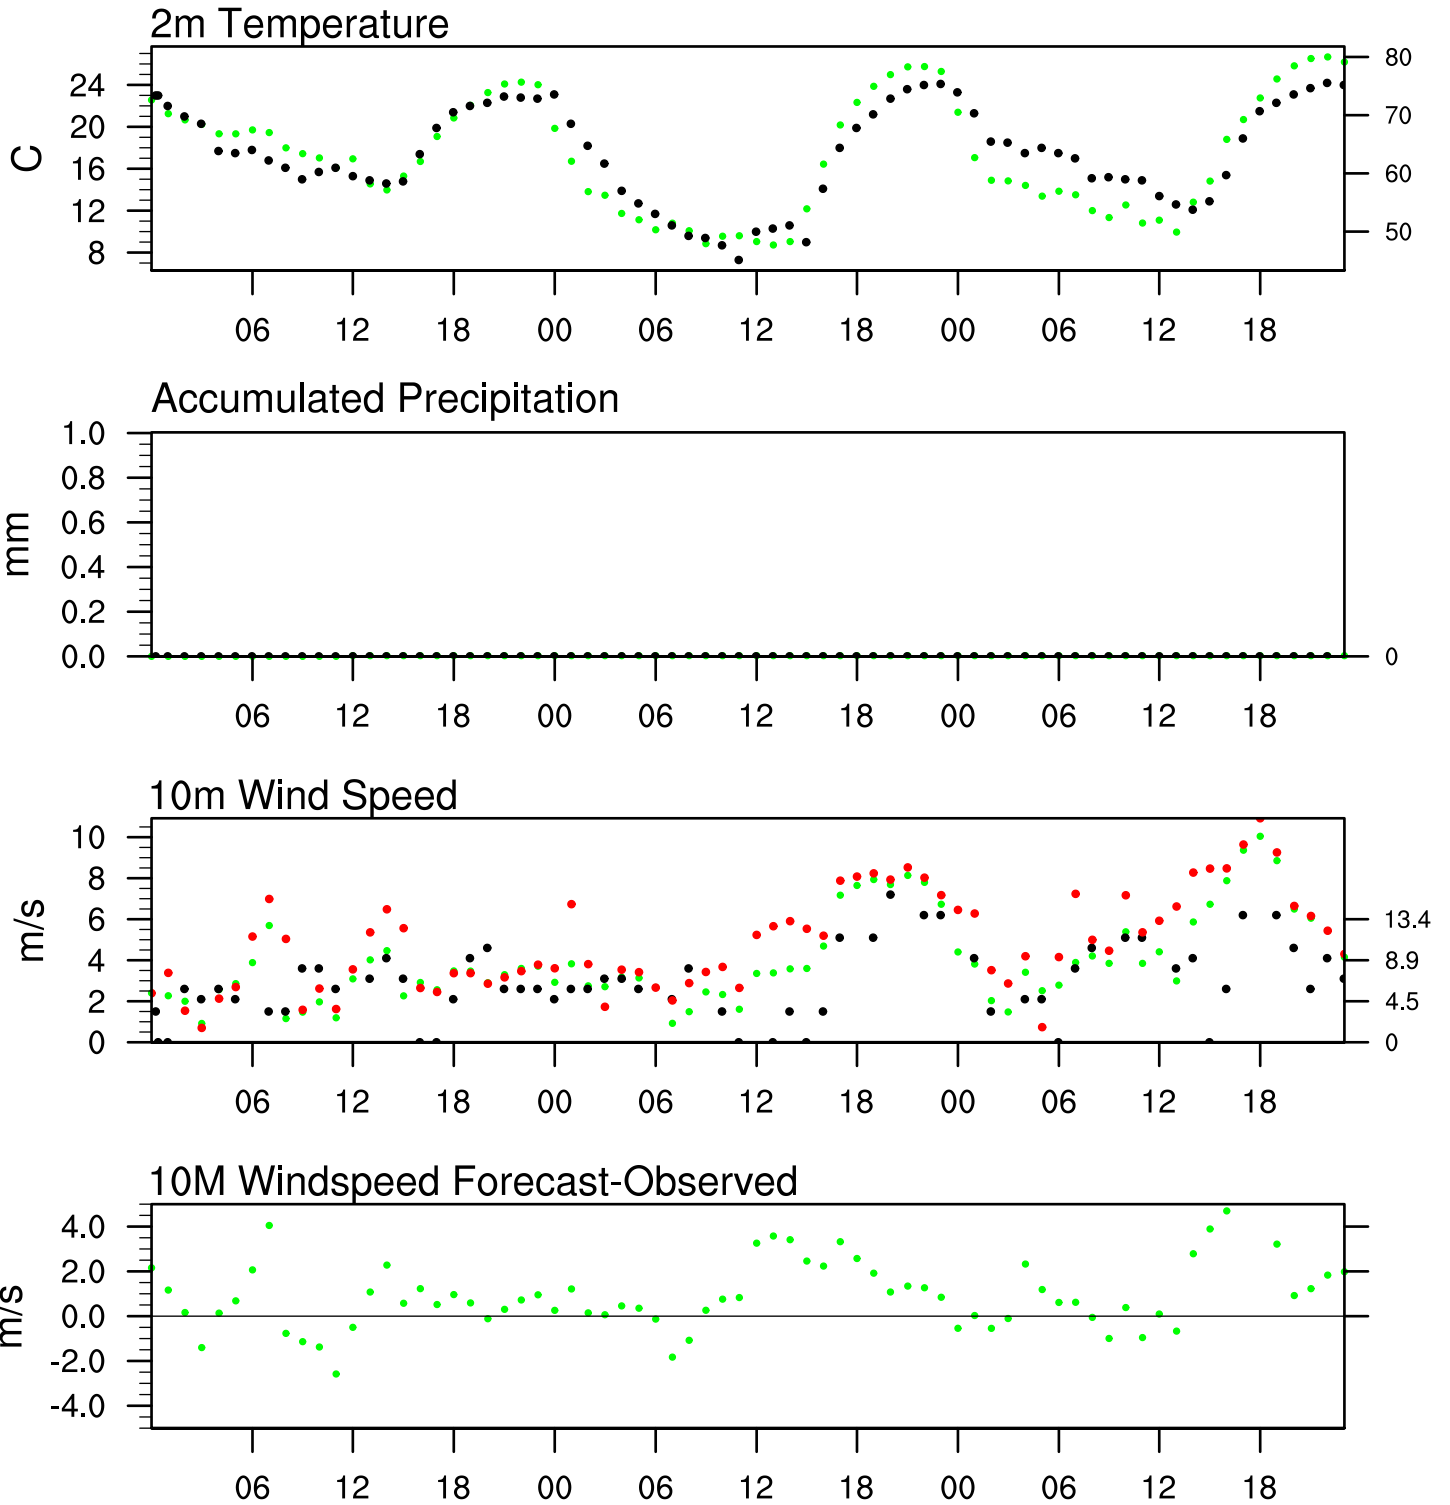 2m Temperature
C
24
20
16
12
8
80
70
60
50
06 12 18 00 06 12 18 00 06 12 18
Accumulated Precipitation
mm
1.0
0.8
0.6
0.4
0.2
0.0
0
06 12 18 00 06 12 18 00 06 12 18
10m Wind Speed
m/s
10
8
6
4
2
0
13.4
8.9
4.5
0
06 12 18 00 06 12 18 00 06 12 18
10M Windspeed Forecast-Observed
m/s
4.0
2.0
0.0
-2.0
-4.0
06 12 18 00 06 12 18 00 06 12 18